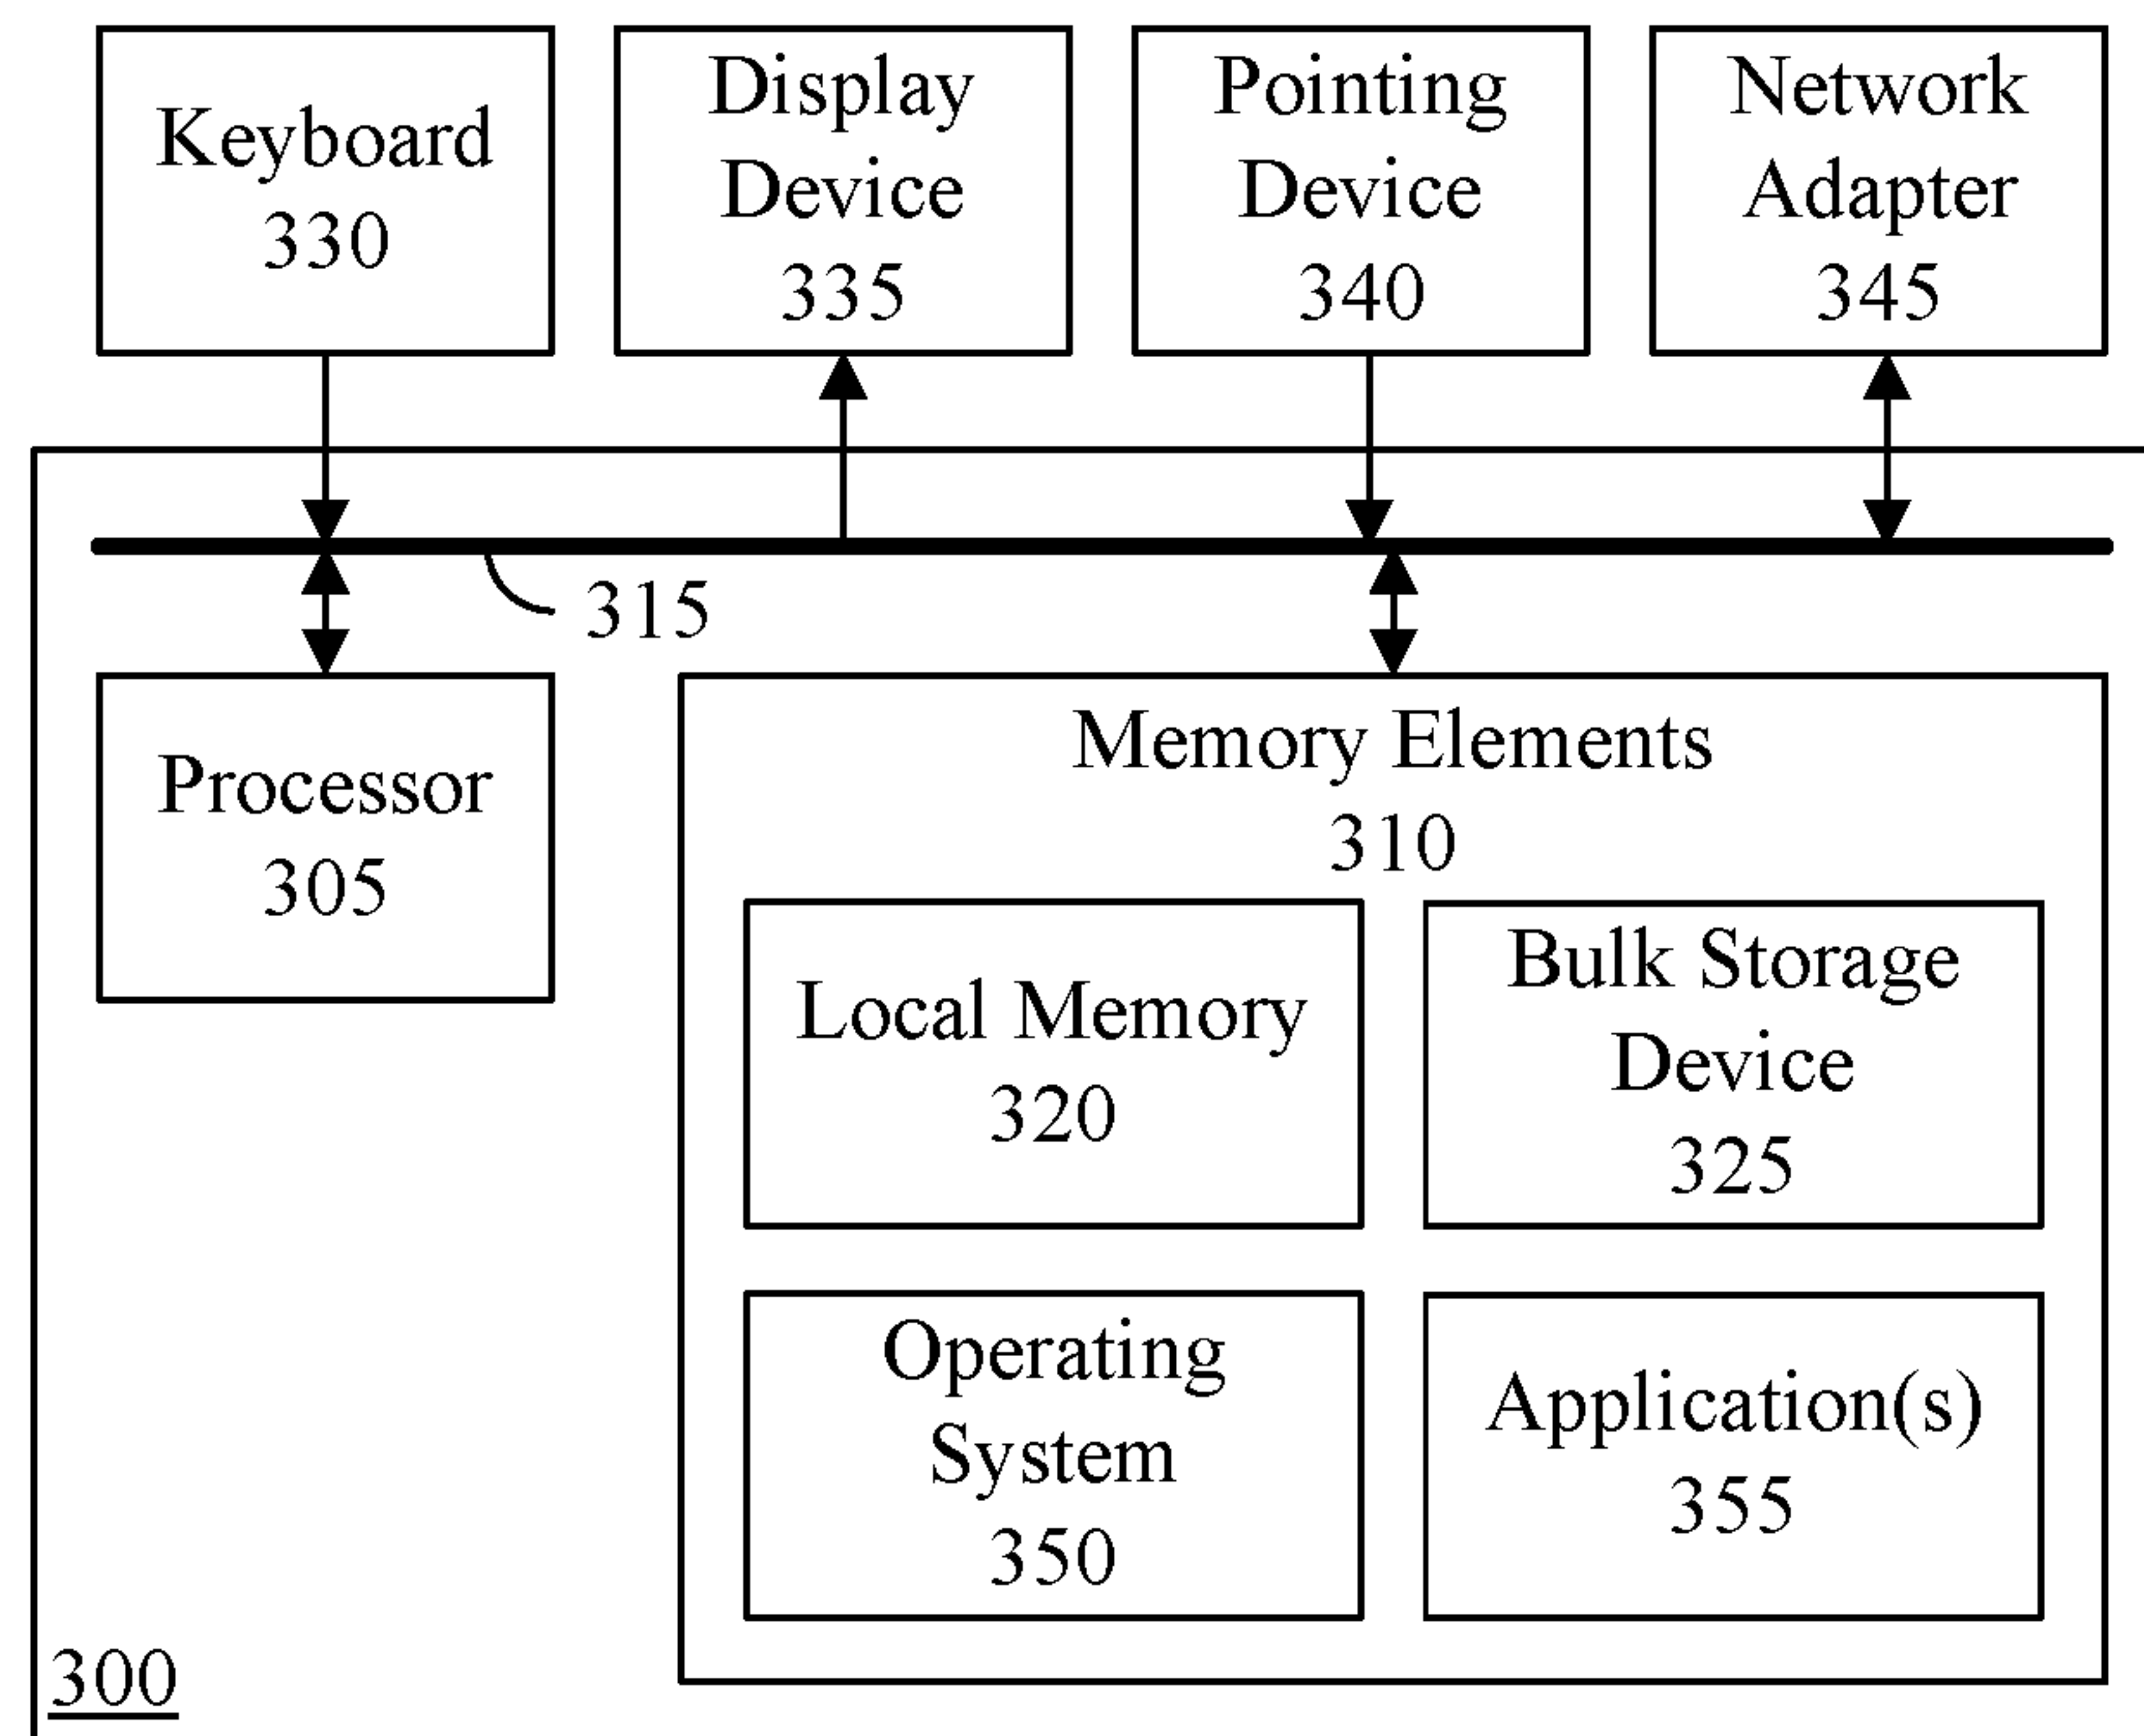 Keyboard
330
Display
Device
335
Pointing
Device
340
Network
Adapter
345
315
Processor
305
Memory Elements
310
Local Memory
320
Bulk Storage
Device
325
Operating
System
350
Application(s)
355
300